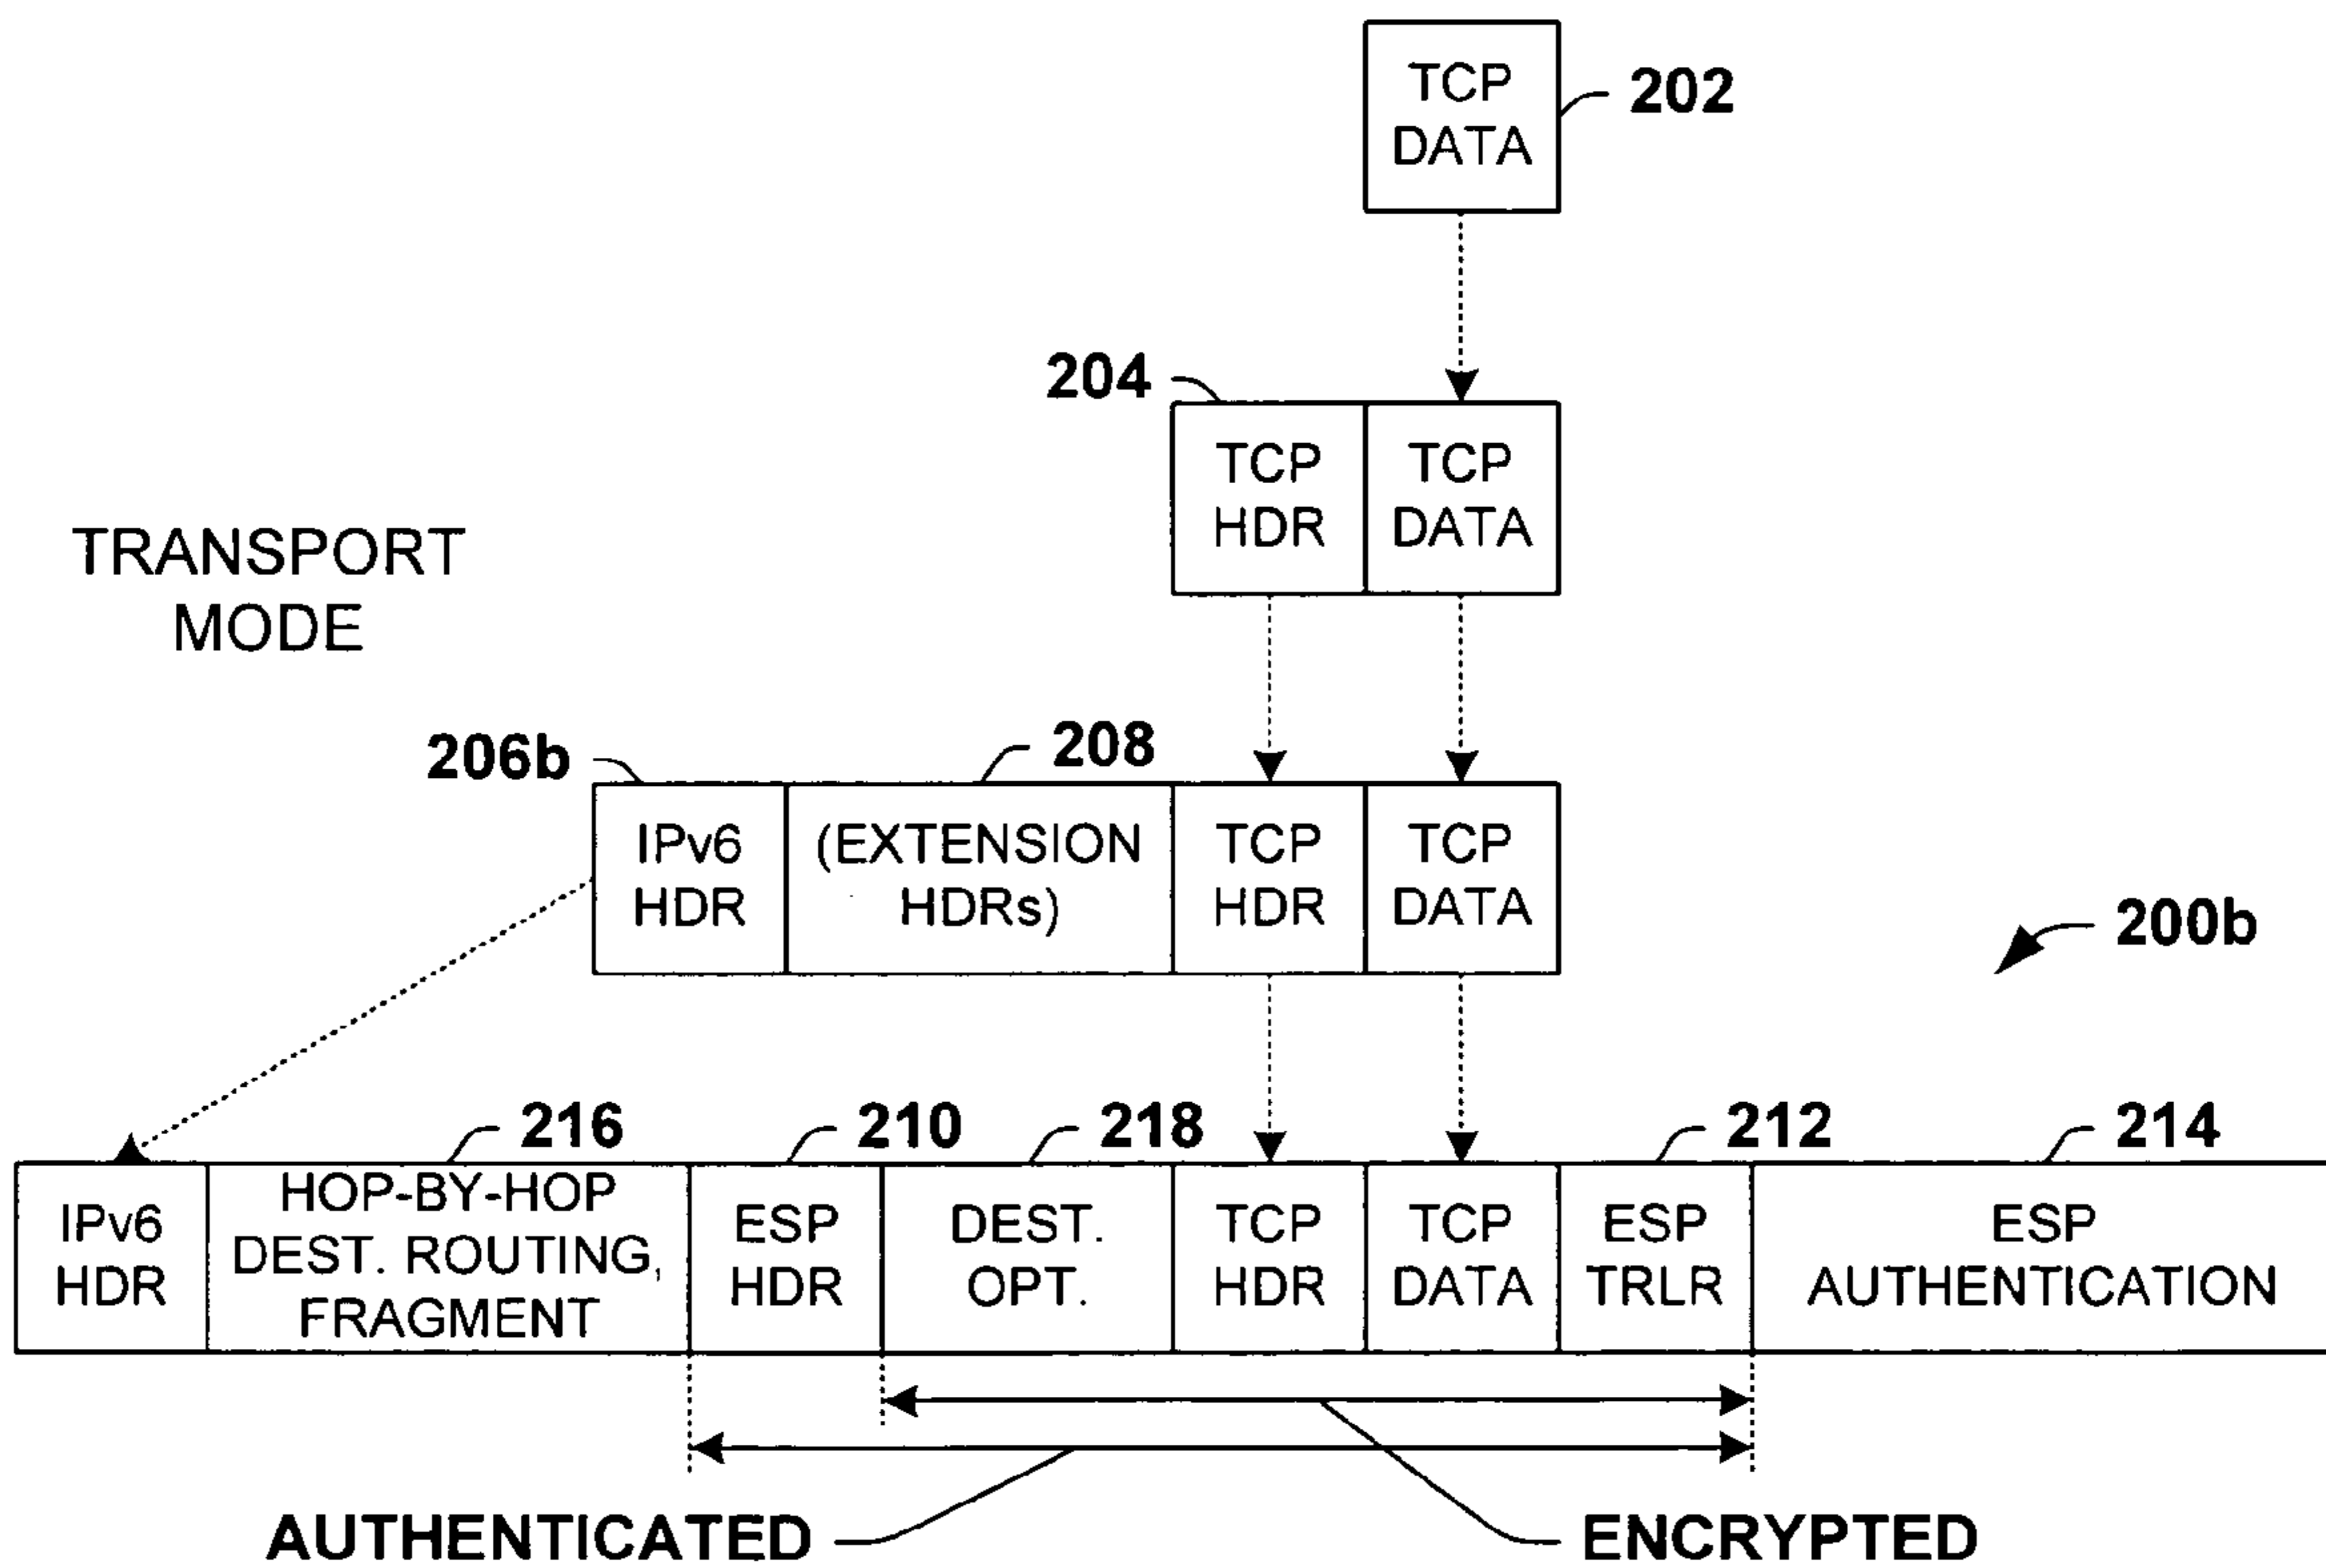 TCP
DATA
202
204
TCP
HDR
TCP
DATA
TRANSPORT
MODE
206b
208
IPv6
HDR
(EXTENSION
HDRs)
TCP
HDR
TCP
DATA
200b
216
210
218
212
214
IPv6
HDR
HOP-BY-HOP
DEST. ROUTING,
FRAGMENT
ESP
HDR
DEST.
OPT.
TCP
HDR
TCP
DATA
ESP
TRLR
ESP
AUTHENTICATION
AUTHENTICATED
ENCRYPTED